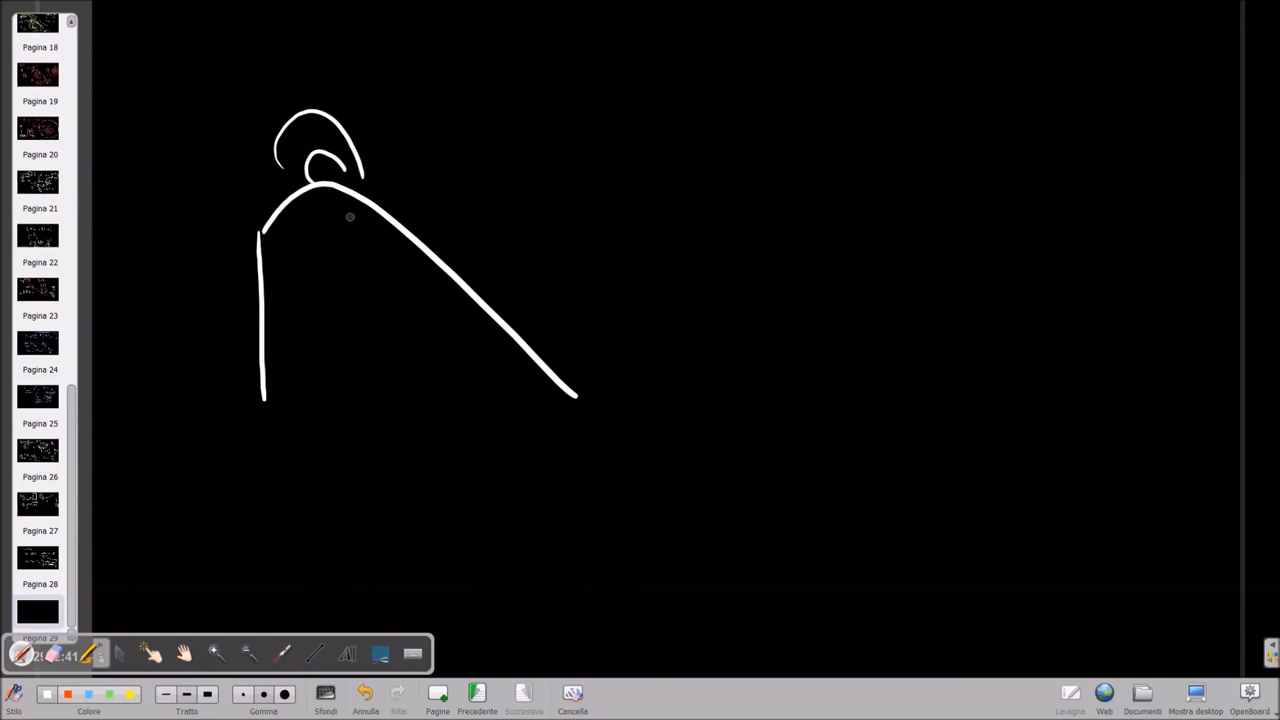 Pagina 18
Pagina 19
Pagina 20
Pagina 21
Pagina 22
Pagina 23
Pagina 24
Pagina 25
Pagina 26
Pagina 27
Pagina 28
Pagina 29
Stilo
Colore
Tratto
Gomma
Sfondi
Annulla
Rifai
Pagine
Precedente
Successivo
Cancella
Lavagna
Web
Documenti
Mostra desktop
OpenBoard